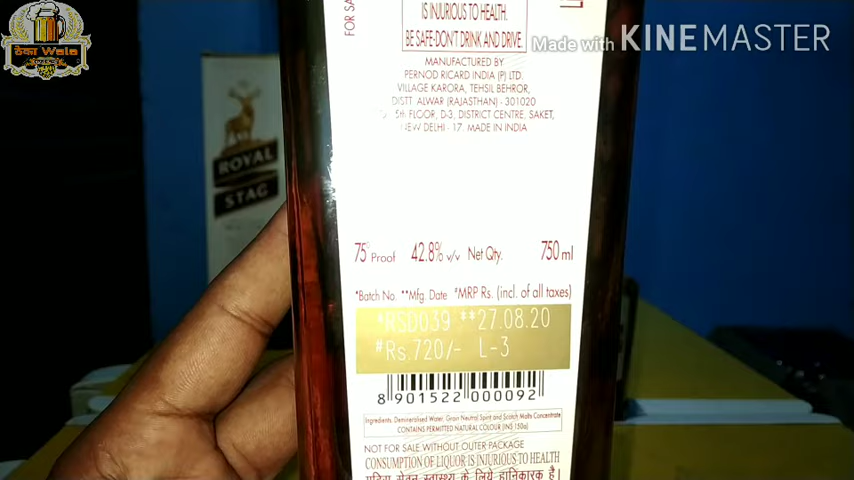 ठेका Wala
IS INJURIOUS TO HEALTH.
BE SAFE-DON'T DRINK AND DRIVE.
Made with KINEMASTER
MANUFACTURED BY
PERNOD RICARD INDIA (P) LTD.
VILLAGE KARORA, TEHSIL BEHROR,
DISTT. ALWAR (RAJASTHAN) - 301020
5th FLOOR, D-3, DISTRICT CENTRE, SAKET,
NEW DELHI - 17. MADE IN INDIA
ROYAL
STAG
75° Proof 42.8% v/v Net Qty. 750 ml
*Batch No. **Mfg. Date #MRP Rs. (incl. of all taxes)
*RSD039 **27.08.20
#Rs.720/- L-3
8 901522 000092
Ingredients: Demineralised Water, Grain Neutral Spirit and Scotch Malt Concentrate
CONTAINS PERMITTED NATURAL COLOUR (INS 150a)
NOT FOR SALE WITHOUT OUTER PACKAGE
CONSUMPTION OF LIQUOR IS INJURIOUS TO HEALTH
मदिरा सेवन स्वास्थ्य के लिये हानिकारक है।